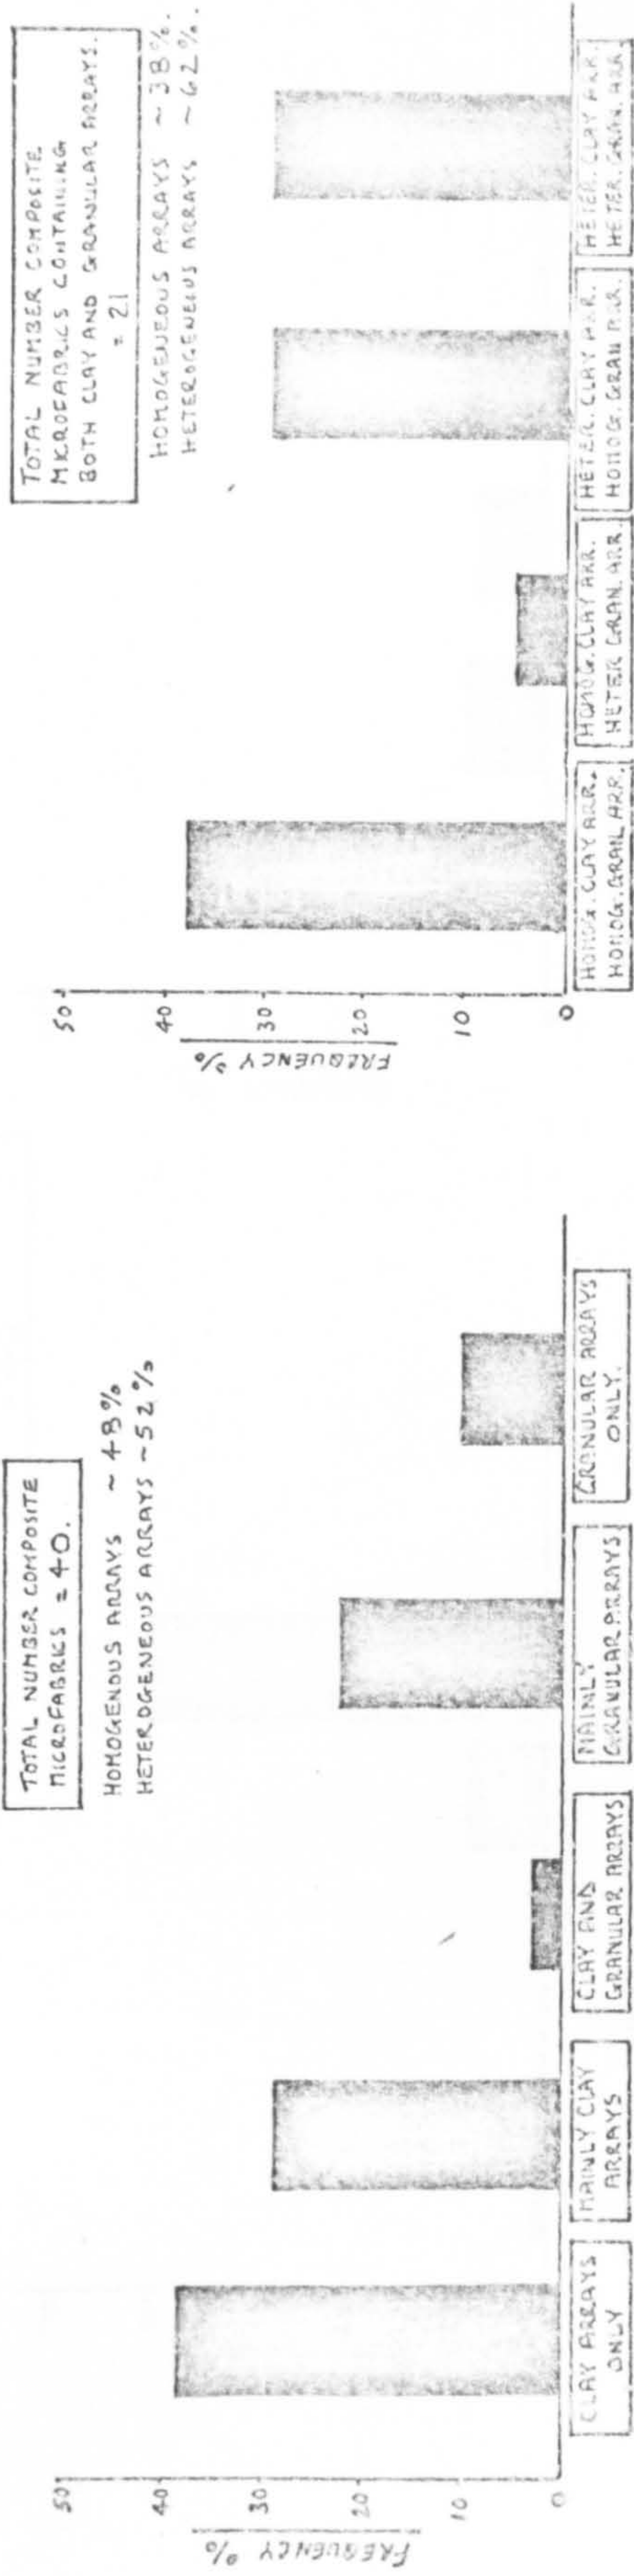 TOTAL NUMBER COMPOSITE
MICROFABRICS = 40.
HOMOGENOUS ARRAYS ~ 48%
HETEROGENEOUS ARRAYS ~ 52%
FREQUENCY %
50
40
30
20
10
0
CLAY ARRAYS
ONLY
MAINLY CLAY
ARRAYS
CLAY AND
GRANULAR ARRAYS
MAINLY
GRANULAR ARRAYS
GRANULAR ARRAYS
ONLY.
TOTAL NUMBER COMPOSITE
MICROFABRICS CONTAINING
BOTH CLAY AND GRANULAR ARRAYS.
= 21
HOMOGENEOUS ARRAYS ~ 38%.
HETEROGENEOUS ARRAYS ~ 62%.
FREQUENCY %
50
40
30
20
10
0
HOMOG. CLAY ARR.
HOMOG. GRAN. ARR.
HOMOG. CLAY ARR.
HETER GRAN. ARR.
HETER. CLAY ARR.
HOMOG. GRAN ARR.
HETER. CLAY ARR.
HETER. GRAN. ARR.